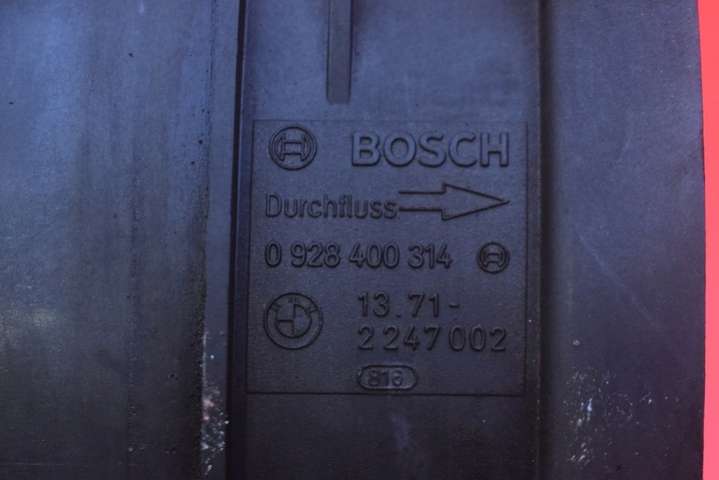 BOSCH
Durchfluss
0 928 400 314
13.71-
2 247 002
816